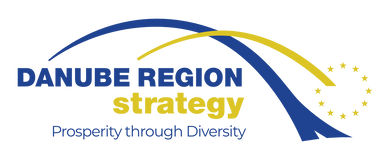 DANUBE REGION
strategy
Prosperity through Diversity